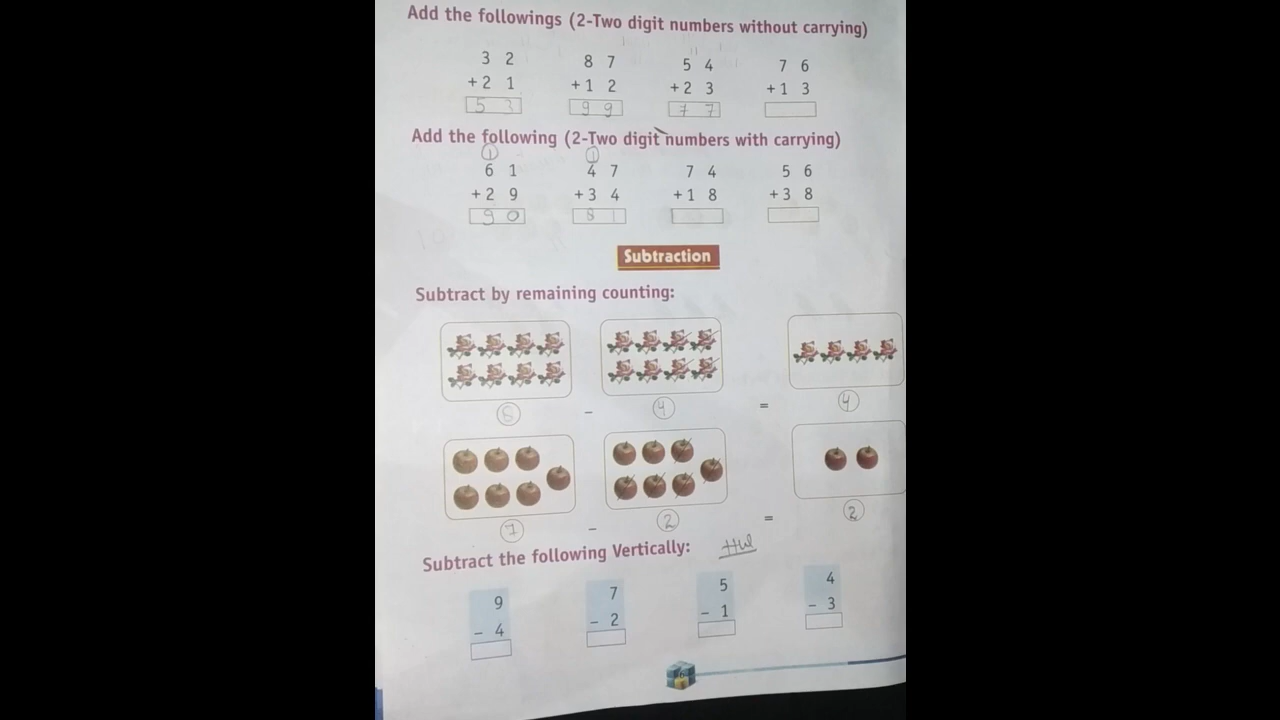 Add the followings (2-Two digit numbers without carrying)
3 2 8 7 5 4 7 6
+2 1 +1 2 +2 3 +1 3
5 3 9 9 7 7
Add the following (2-Two digit numbers with carrying)
1 1
6 1 4 7 7 4 5 6
+2 9 +3 4 +1 8 +3 8
9 0 8 1
Subtraction
Subtract by remaining counting:
8 - 4 = 4
7 - 2 = 2
Subtract the following Vertically: HW
9 7 5 4
- 4 - 2 - 1 - 3